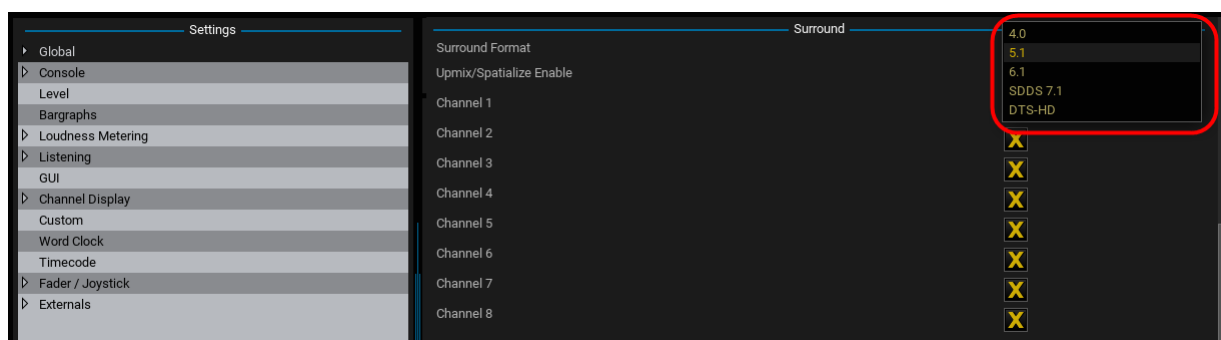 Settings
Global
Console
Level
Bargraphs
Loudness Metering
Listening
GUI
Channel Display
Custom
Word Clock
Timecode
Fader / Joystick
Externals
Surround
Surround Format
Upmix/Spatialize Enable
Channel 1
Channel 2
X
Channel 3
X
Channel 4
X
Channel 5
X
Channel 6
X
Channel 7
X
Channel 8
X
4.0
5.1
6.1
SDDS 7.1
DTS-HD